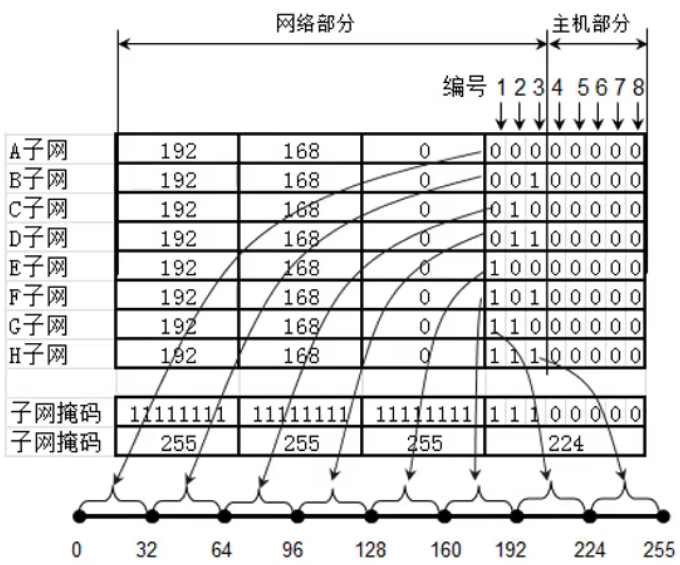 网络部分 主机部分
编号 1 2 3 4 5 6 7 8
A子网 192 168 0 0 0 0 0 0 0 0 0
B子网 192 168 0 0 0 1 0 0 0 0 0
C子网 192 168 0 0 1 0 0 0 0 0 0
D子网 192 168 0 0 1 1 0 0 0 0 0
E子网 192 168 0 1 0 0 0 0 0 0 0
F子网 192 168 0 1 0 1 0 0 0 0 0
G子网 192 168 0 1 1 0 0 0 0 0 0
H子网 192 168 0 1 1 1 0 0 0 0 0
子网掩码 11111111 11111111 11111111 1 1 1 0 0 0 0 0
子网掩码 255 255 255 224
0 32 64 96 128 160 192 224 255